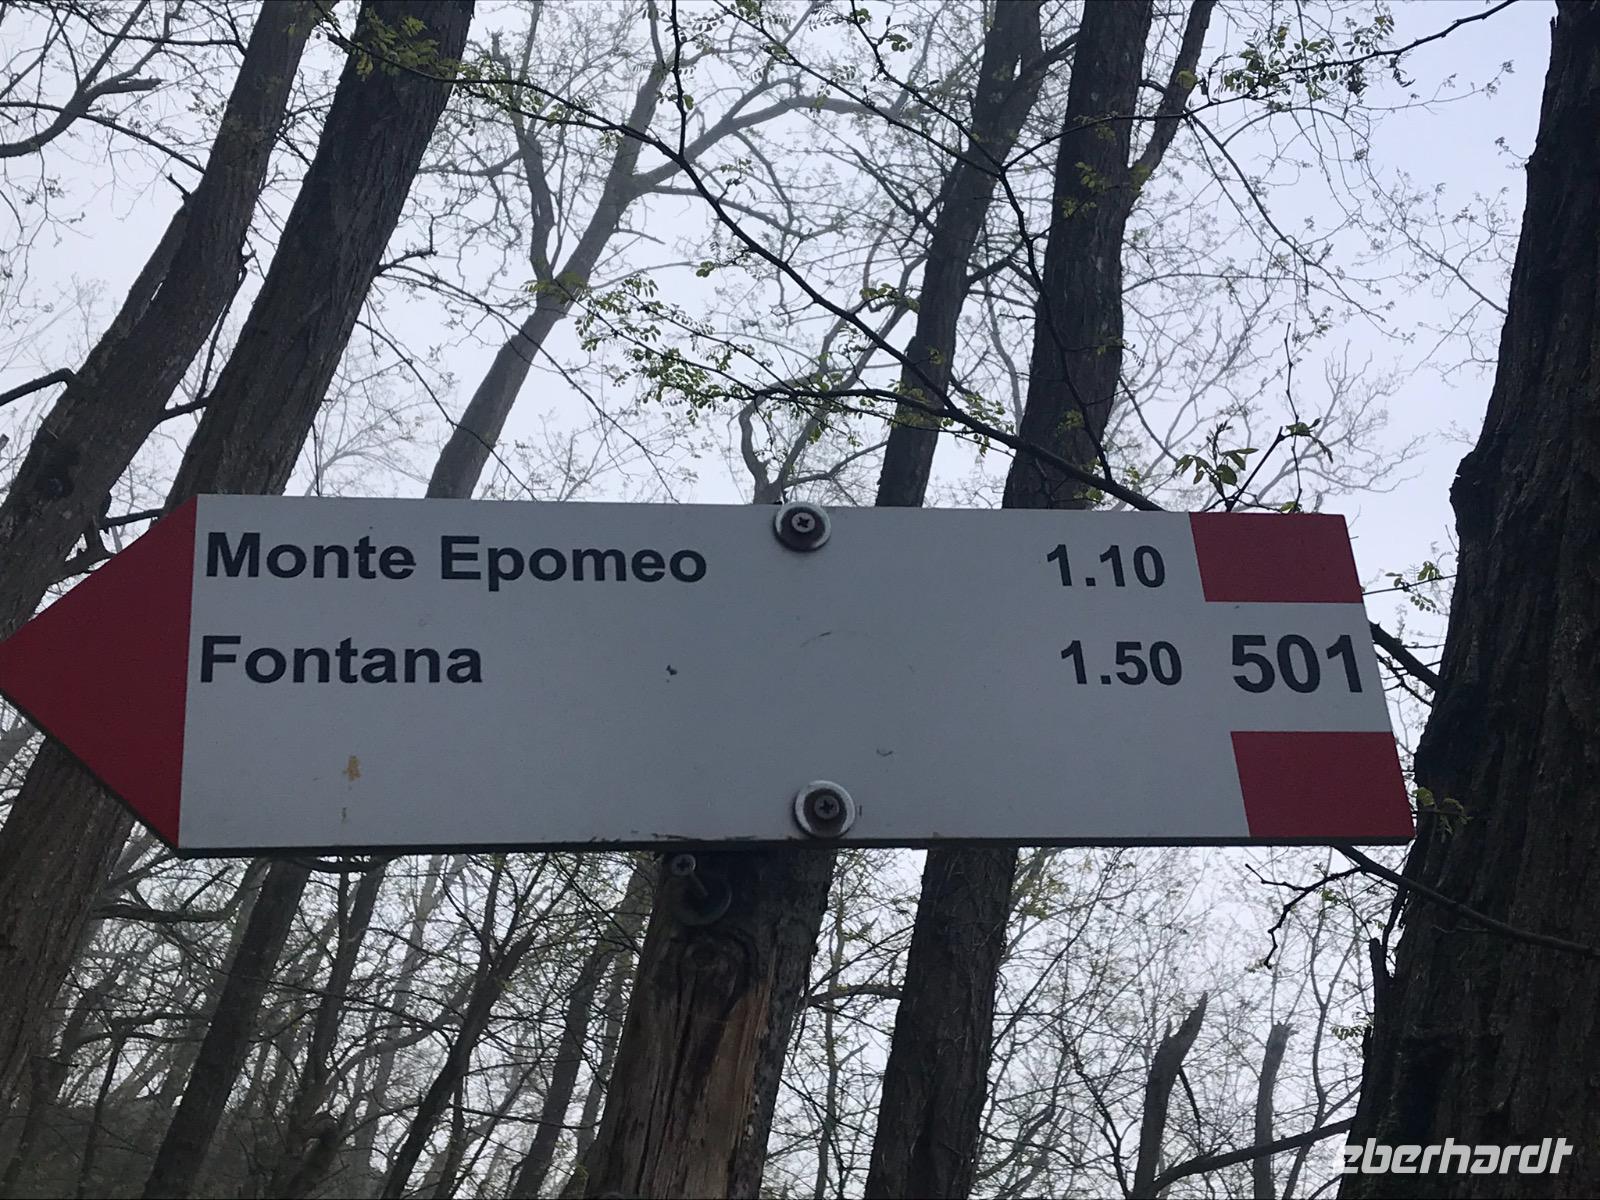 Monte Epomeo 1.10
Fontana 1.50 501
eberhardt